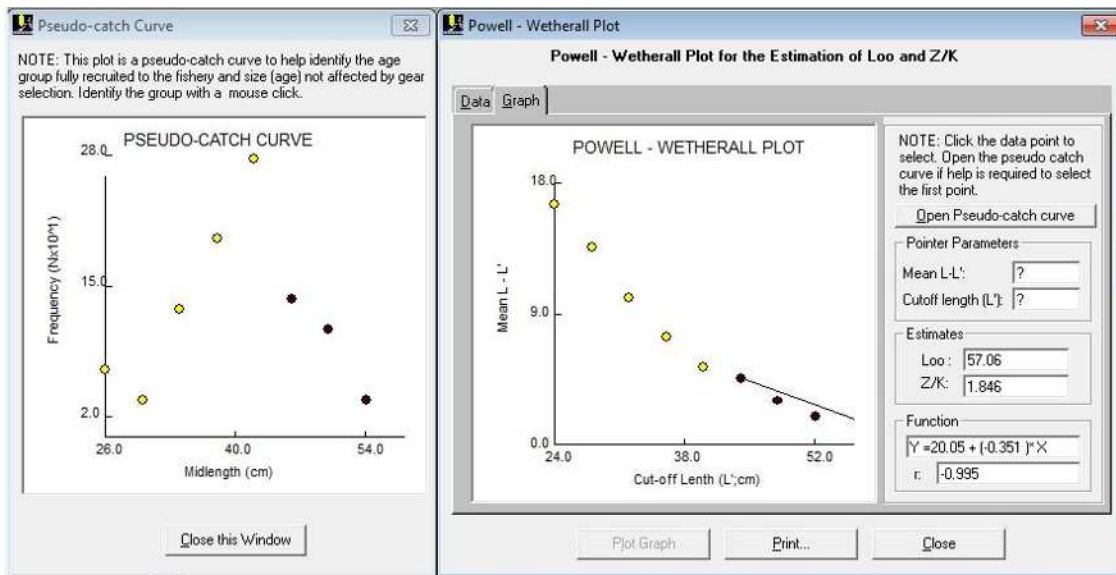 Pseudo-catch Curve
NOTE: This plot is a pseudo-catch curve to help identify the age
group fully recruited to the fishery and size (age) not affected by gear
selection. Identify the group with a mouse click.
PSEUDO-CATCH CURVE
28.0
15.0
2.0
Frequency (Nx10^1)
26.0 40.0 54.0
Midlength (cm)
Close this Window
Powell - Wetherall Plot
Powell - Wetherall Plot for the Estimation of Loo and Z/K
Data Graph
POWELL - WETHERALL PLOT
18.0
9.0
0.0
Mean L - L'
24.0 38.0 52.0
Cut-off Lenth (L';cm)
NOTE: Click the data point to
select. Open the pseudo catch
curve if help is required to select
the first point.
Open Pseudo-catch curve
Pointer Parameters
Mean L-L': ?
Cutoff length (L'): ?
Estimates
Loo : 57.06
Z/K: 1.846
Function
Y =20.05 + (-0.351 )* X
r: -0.995
Plot Graph Print... Close